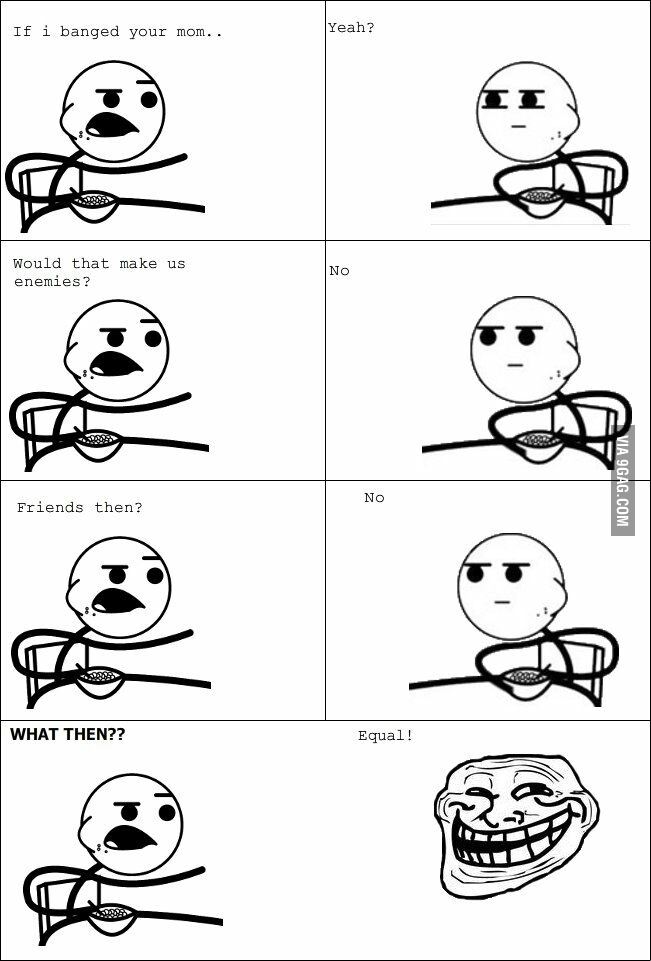 If i banged your mom..
Yeah?
Would that make us
enemies?
No
Friends then?
No
WHAT THEN??
Equal!
VIA 9GAG.COM